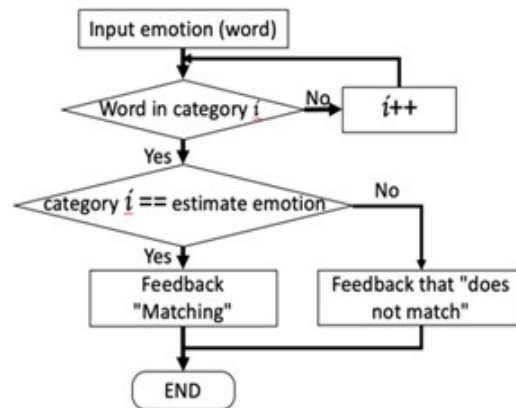 Input emotion (word)
Word in category i
No
i++
Yes
category i == estimate emotion
No
Yes
Feedback
"Matching"
Feedback that "does
not match"
END